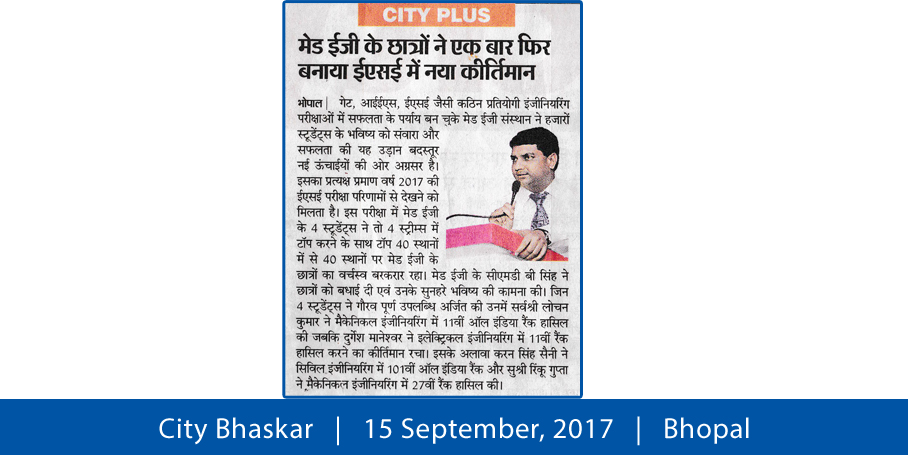 CITY PLUS
मेड ईजी के छात्रों ने एक बार फिर
बनाया ईएसई में नया कीर्तिमान
भोपाल | गेट, आईईएस, ईएसई जैसी कठिन प्रतियोगी इंजीनियरिंग
परीक्षाओं में सफलता के पर्याय बन चुके मेड ईजी संस्थान ने हजारों
स्टूडेंट्स के भविष्य को संवारा और
सफलता की यह उड़ान बदस्तूर
नई ऊंचाईयों की ओर अग्रसर है।
इसका प्रत्यक्ष प्रमाण वर्ष 2017 की
ईएसई परीक्षा परिणामों से देखने को
मिलता है। इस परीक्षा में मेड ईजी
के 4 स्टूडेंट्स ने तो 4 स्ट्रीम्स में
टॉप करने के साथ टॉप 40 स्थानों
में से 40 स्थानों पर मेड ईजी के
छात्रों का वर्चस्व बरकरार रहा। मेड ईजी के सीएमडी बी सिंह ने
छात्रों को बधाई दी एवं उनके सुनहरे भविष्य की कामना की। जिन
4 स्टूडेंट्स ने गौरव पूर्ण उपलब्धि अर्जित की उनमें सर्वश्री लोचन
कुमार ने मैकेनिकल इंजीनियरिंग में 11वीं ऑल इंडिया रैंक हासिल
की जबकि दुर्गेश मानेश्वर ने इलेक्ट्रिकल इंजीनियरिंग में 11वीं रैंक
हासिल करने का कीर्तिमान रचा। इसके अलावा करन सिंह सैनी ने
सिविल इंजीनियरिंग में 101वीं ऑल इंडिया रैंक और सुश्री रिंकू गुप्ता
ने मैकेनिकल इंजीनियरिंग में 27वीं रैंक हासिल की।
City Bhaskar | 15 September, 2017 | Bhopal